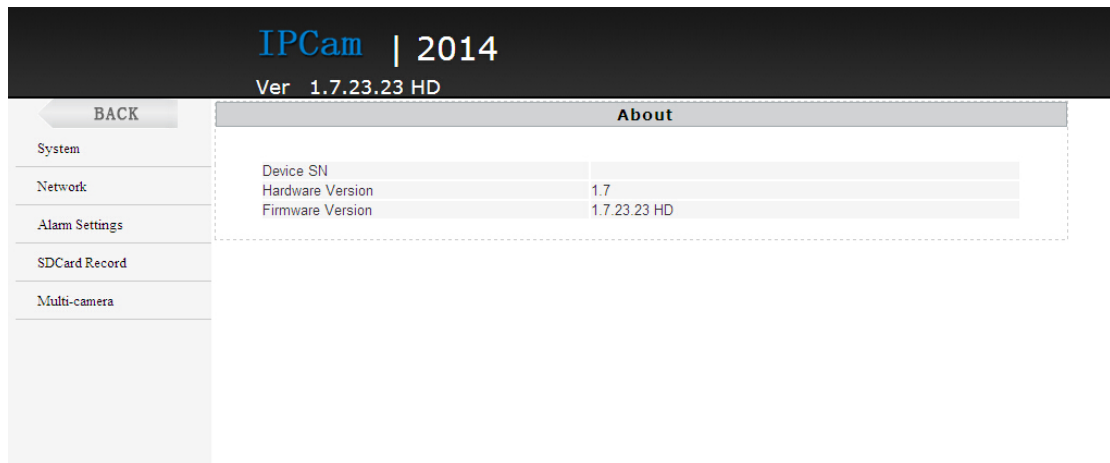 IPCam | 2014
Ver 1.7.23.23 HD
BACK
System
Network
Alarm Settings
SDCard Record
Multi-camera
About
Device SN
Hardware Version 1.7
Firmware Version 1.7.23.23 HD